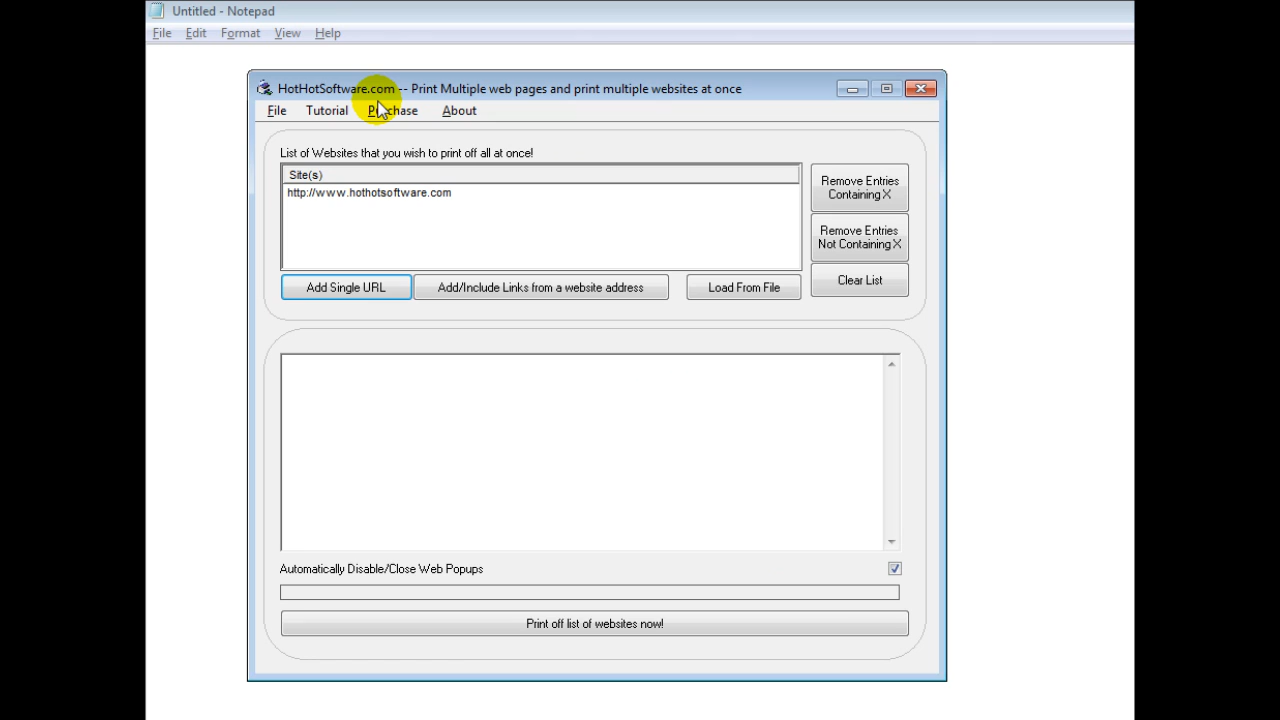 Untitled - Notepad
File Edit Format View Help
HotHotSoftware.com -- Print Multiple web pages and print multiple websites at once
File Tutorial Purchase About
List of Websites that you wish to print off all at once!
Site(s)
http://www.hothotsoftware.com
Remove Entries
Containing X
Remove Entries
Not Containing X
Clear List
Add Single URL Add/Include Links from a website address Load From File
Automatically Disable/Close Web Popups
Print off list of websites now!